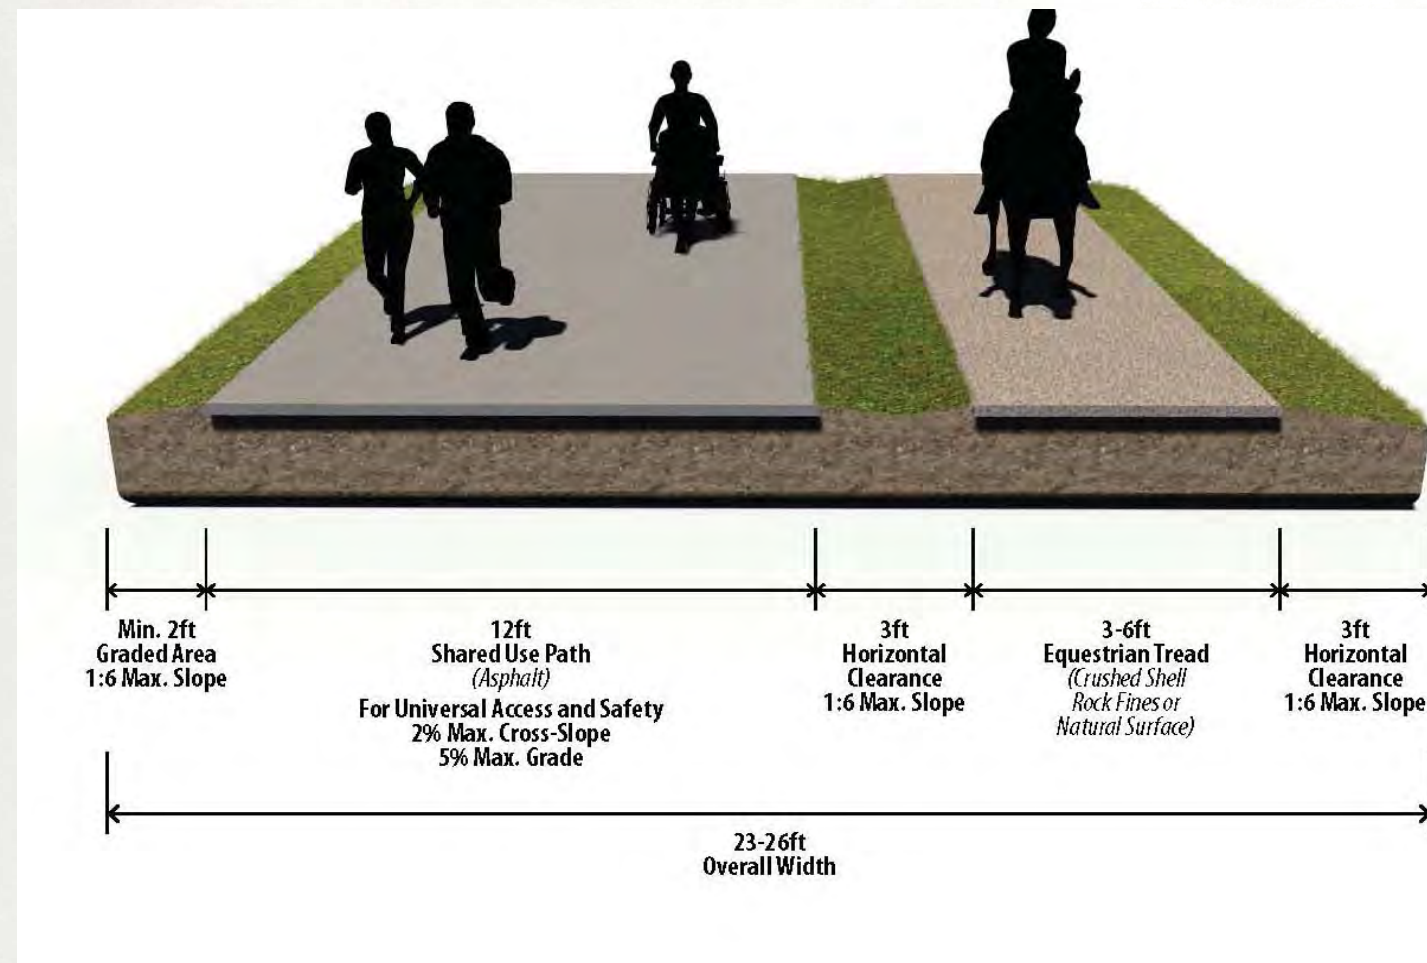 Min. 2ft
Graded Area
1:6 Max. Slope
12ft
Shared Use Path
(Asphalt)
For Universal Access and Safety
2% Max. Cross-Slope
5% Max. Grade
3ft
Horizontal
Clearance
1:6 Max. Slope
3-6ft
Equestrian Tread
(Crushed Shell
Rock Fines or
Natural Surface)
3ft
Horizontal
Clearance
1:6 Max. Slope
23-26ft
Overall Width